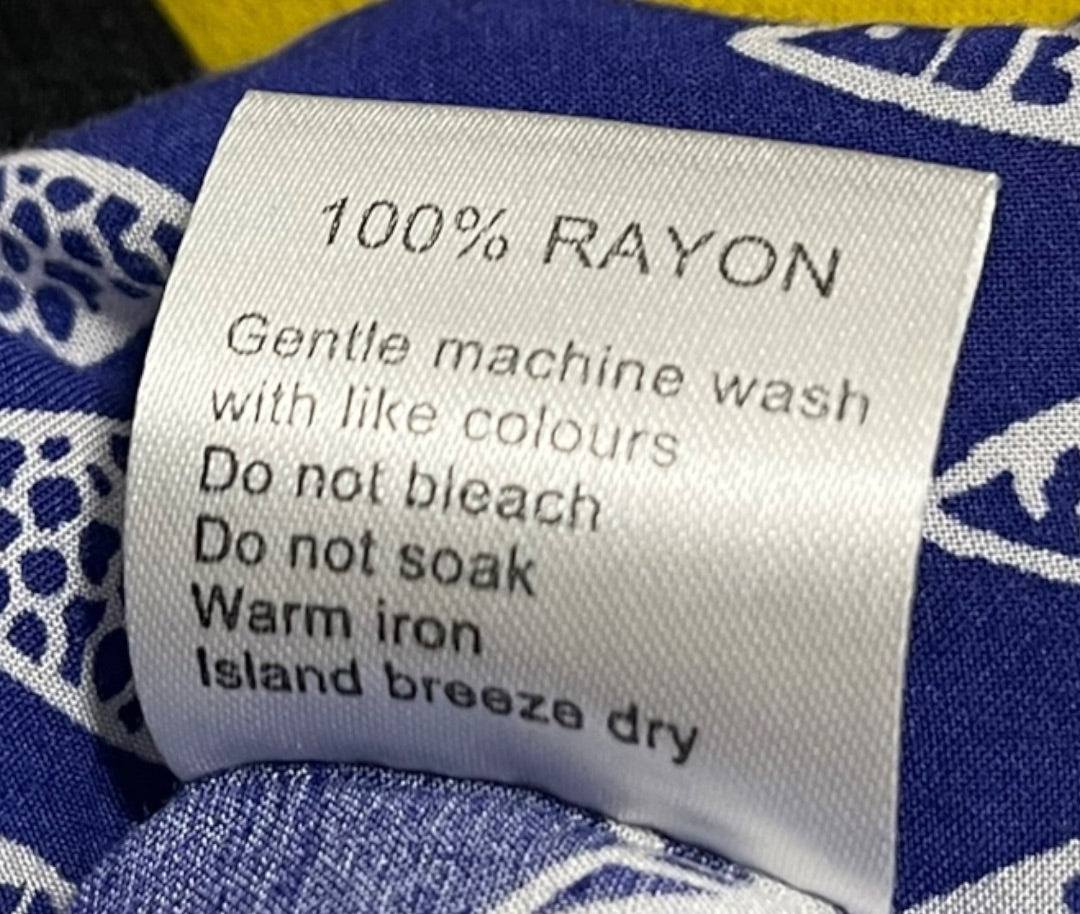 100% RAYON
Gentle machine wash
with like colours
Do not bleach
Do not soak
Warm iron
Island breeze dry